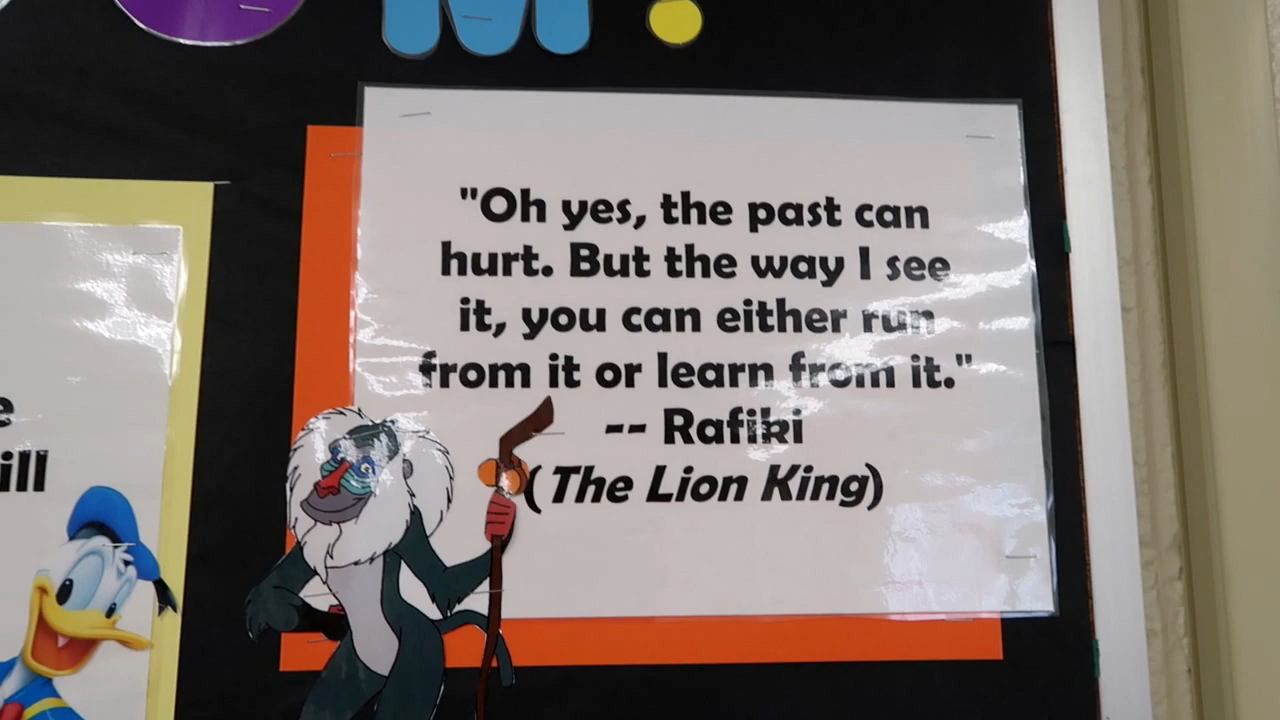 "Oh yes, the past can
hurt. But the way I see
it, you can either run
from it or learn from it."
-- Rafiki
(The Lion King)
ill